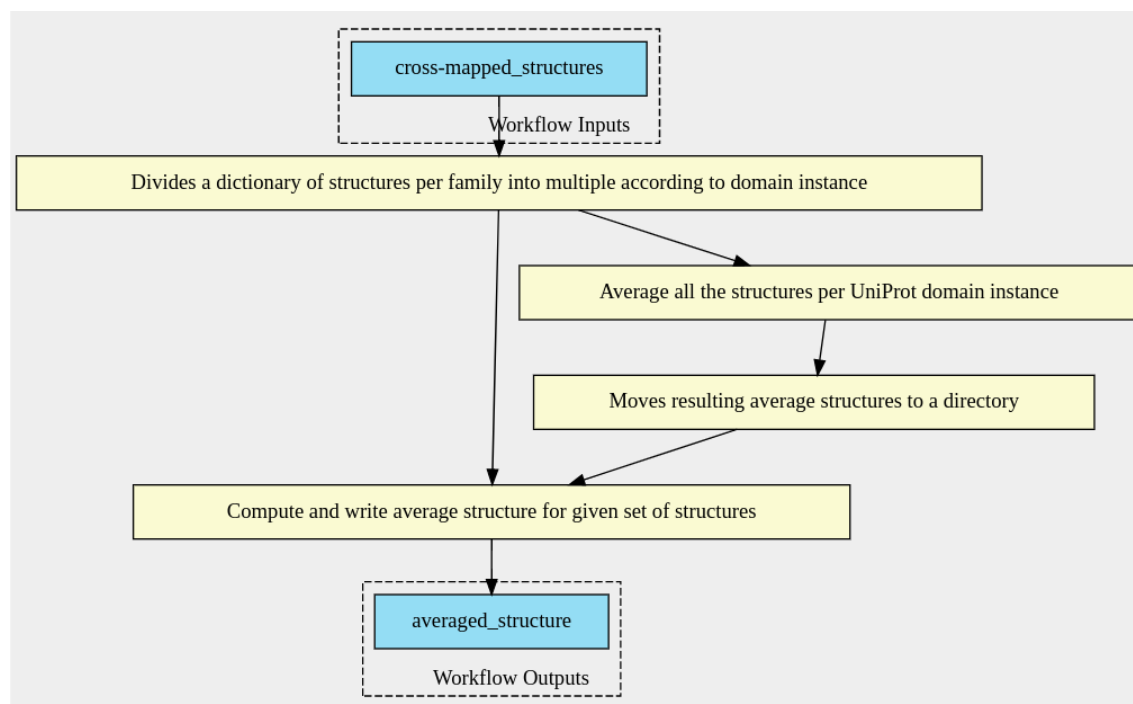 cross-mapped_structures
Workflow Inputs
Divides a dictionary of structures per family into multiple according to domain instance
Average all the structures per UniProt domain instance
Moves resulting average structures to a directory
Compute and write average structure for given set of structures
averaged_structure
Workflow Outputs